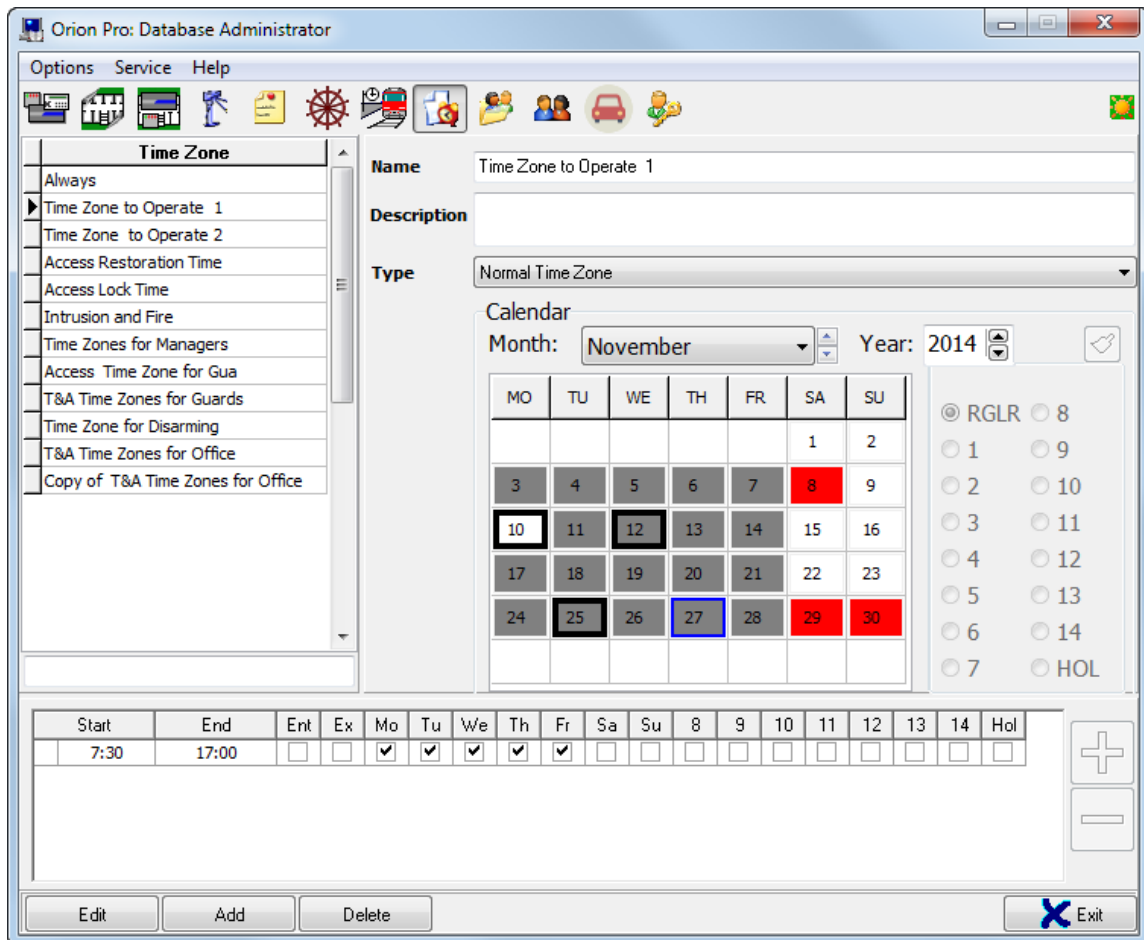 Orion Pro: Database Administrator
X
Options Service Help
Time Zone
Always
Time Zone to Operate 1
Time Zone to Operate 2
Access Restoration Time
Access Lock Time
Intrusion and Fire
Time Zones for Managers
Access Time Zone for Gua
T&A Time Zones for Guards
Time Zone for Disarming
T&A Time Zones for Office
Copy of T&A Time Zones for Office
Name Time Zone to Operate 1
Description
Type Normal Time Zone
Calendar
Month: November Year: 2014
MO TU WE TH FR SA SU
1 2
3 4 5 6 7 8 9
10 11 12 13 14 15 16
17 18 19 20 21 22 23
24 25 26 27 28 29 30
RGLR 8
1 9
2 10
3 11
4 12
5 13
6 14
7 HOL
Start End Ent Ex Mo Tu We Th Fr Sa Su 8 9 10 11 12 13 14 Hol
7:30 17:00
Edit Add Delete Exit